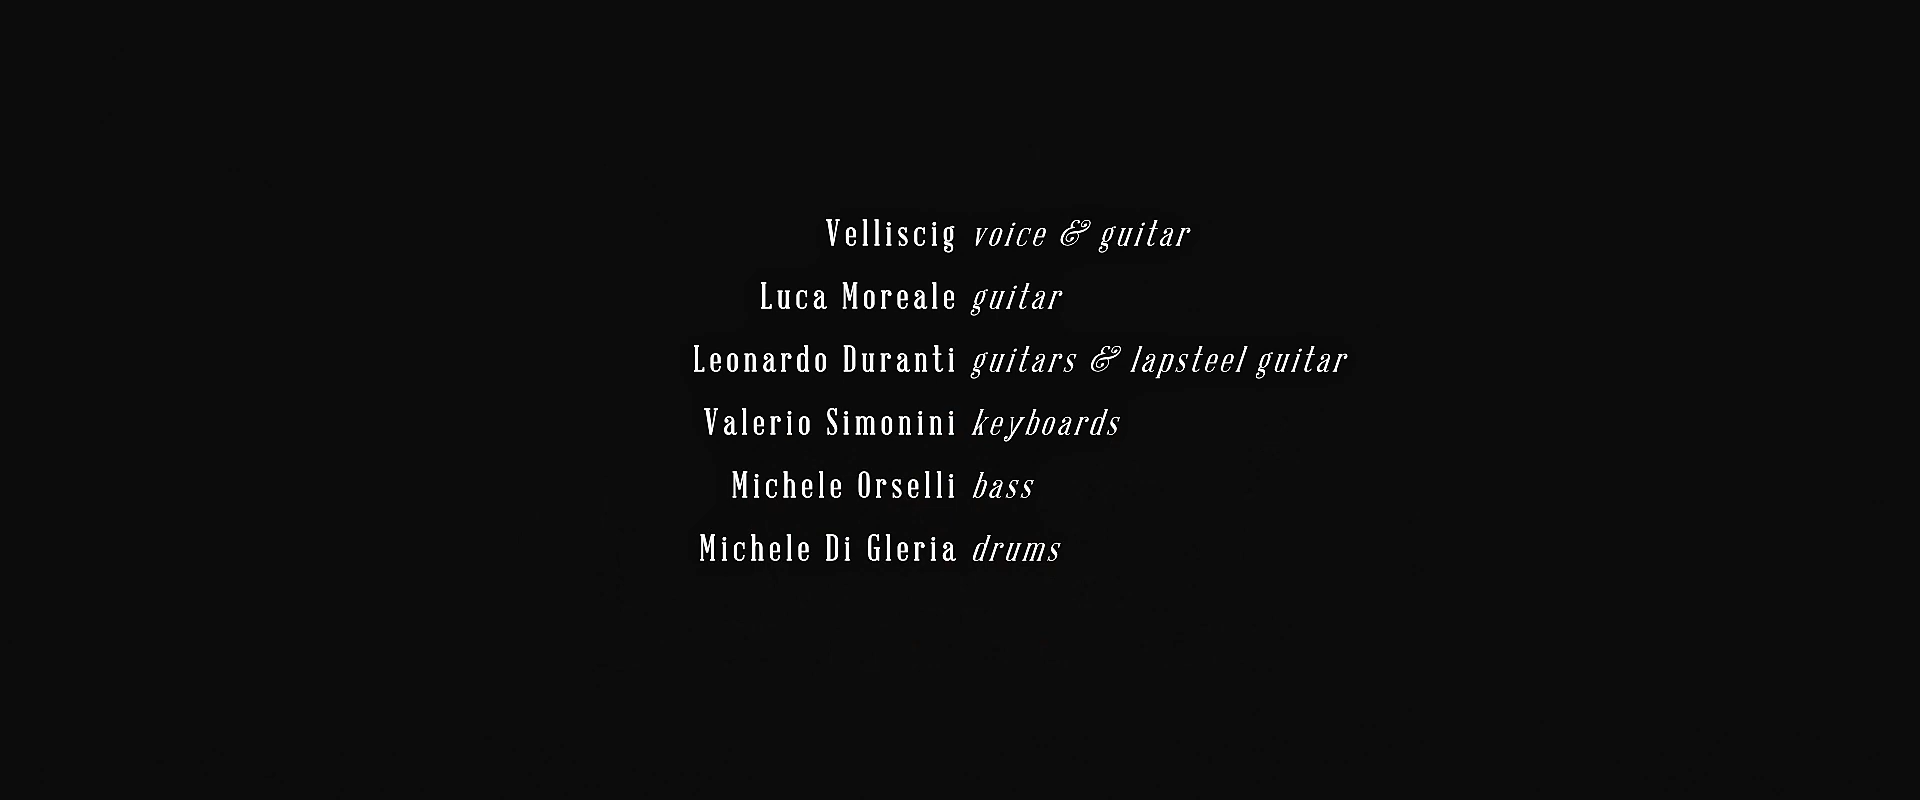 Velliscig voice & guitar
Luca Moreale guitar
Leonardo Duranti guitars & lapsteel guitar
Valerio Simonini keyboards
Michele Orselli bass
Michele Di Gleria drums